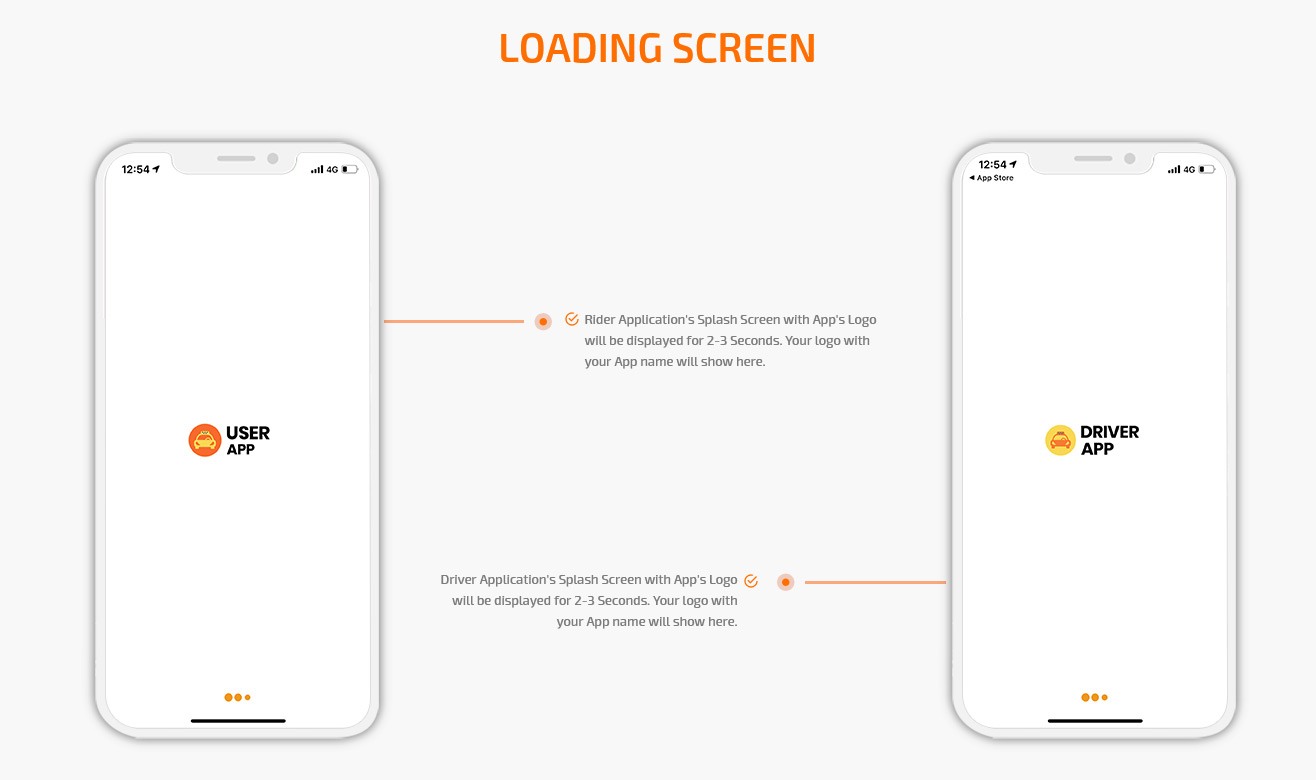 LOADING SCREEN
12:54
4G
12:54
App Store
4G
Rider Application's Splash Screen with App's Logo
will be displayed for 2-3 Seconds. Your logo with
your App name will show here.
USER
APP
DRIVER
APP
Driver Application's Splash Screen with App's Logo
will be displayed for 2-3 Seconds. Your logo with
your App name will show here.